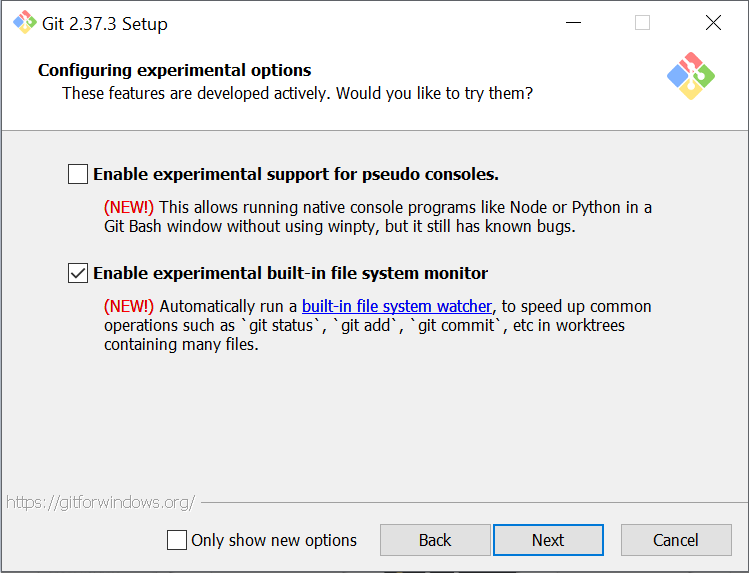 Git 2.37.3 Setup
Configuring experimental options
These features are developed actively. Would you like to try them?
Enable experimental support for pseudo consoles.
(NEW!) This allows running native console programs like Node or Python in a
Git Bash window without using winpty, but it still has known bugs.
Enable experimental built-in file system monitor
(NEW!) Automatically run a built-in file system watcher, to speed up common
operations such as `git status`, `git add`, `git commit`, etc in worktrees
containing many files.
https://gitforwindows.org/
Only show new options
Back
Next
Cancel